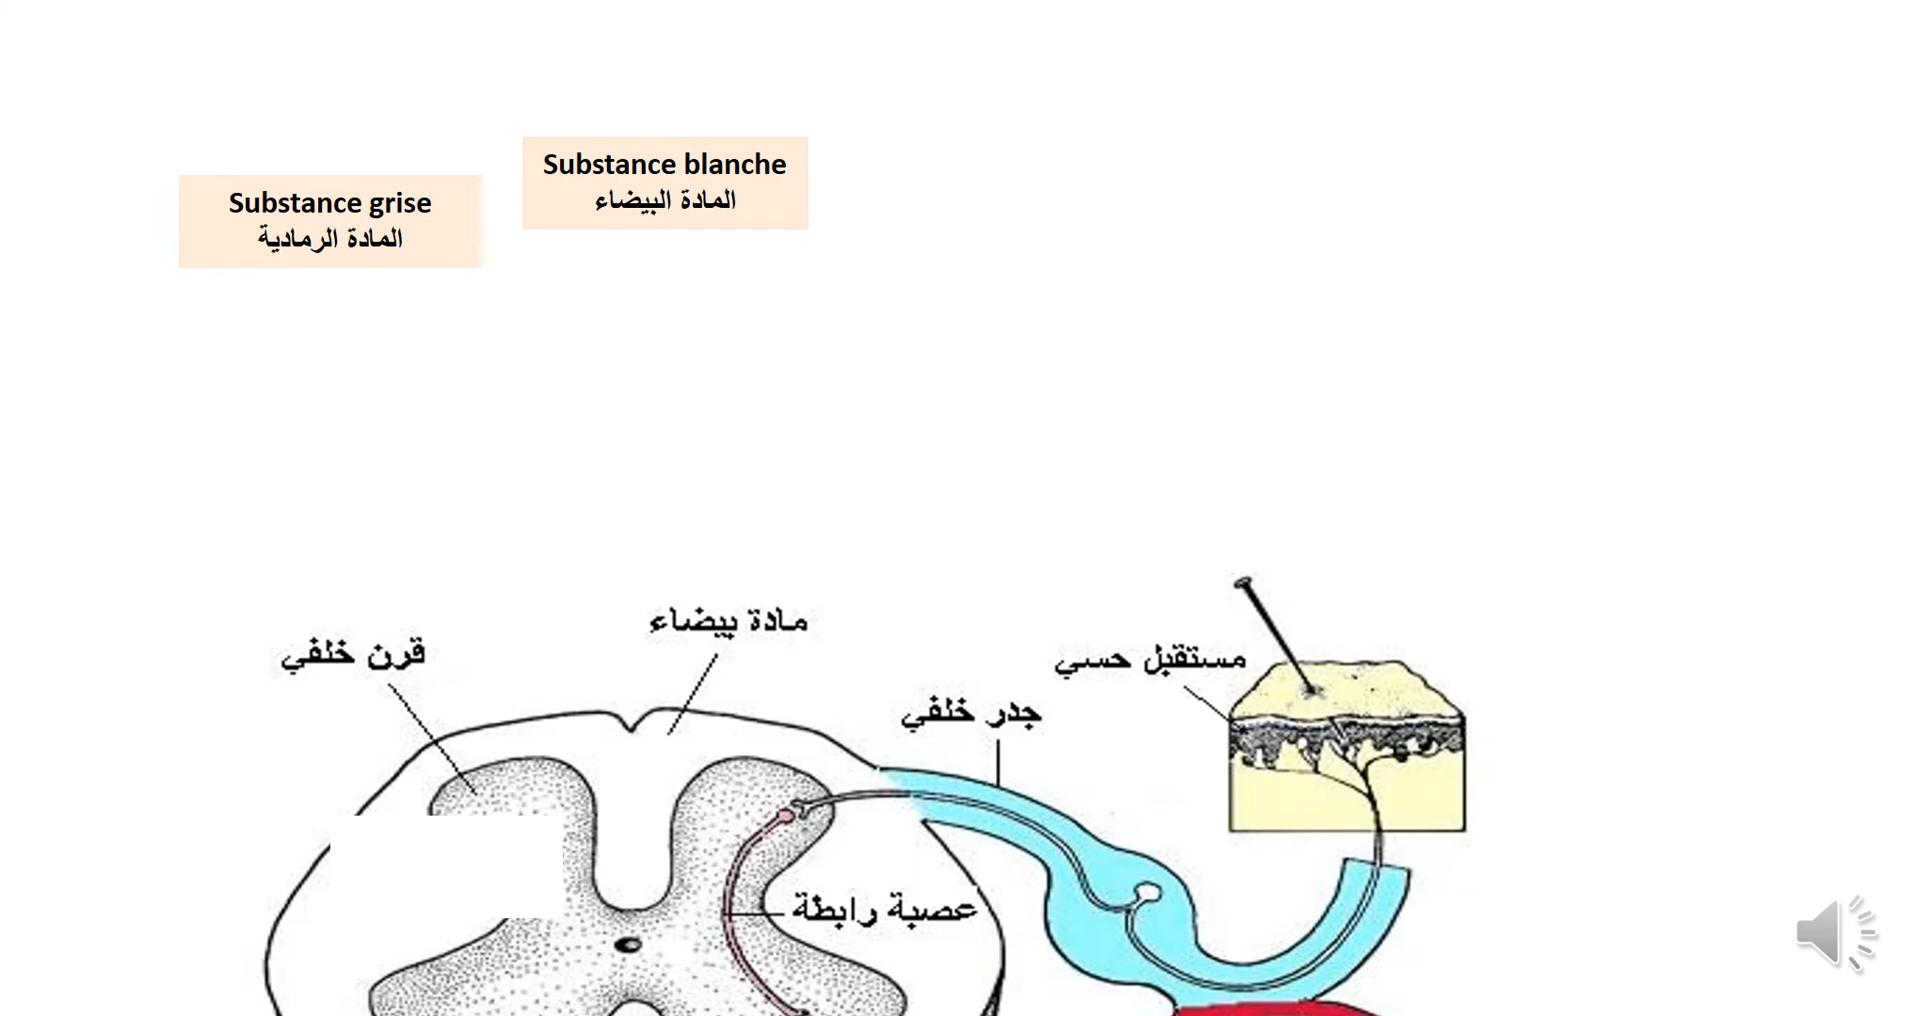 Substance blanche
المادة البيضاء
Substance grise
المادة الرمادية
مادة بيضاء
قرن خلفي
مستقبل حسي
جدر خلفي
عصبة رابطة